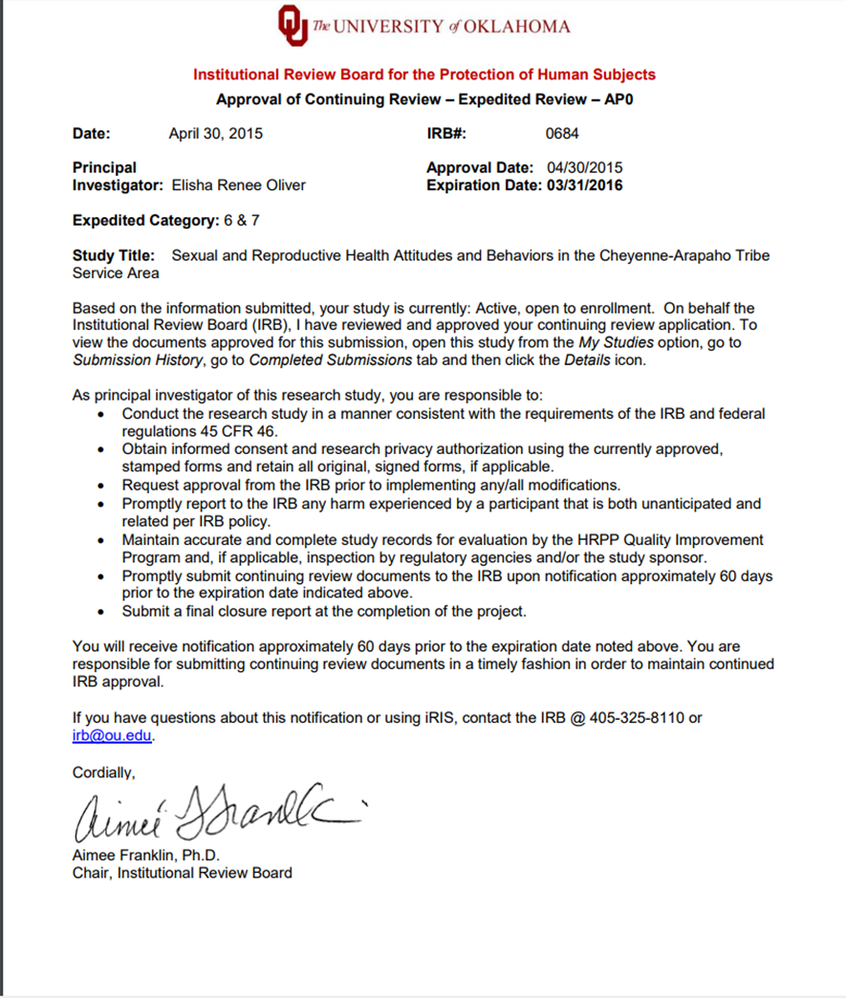 The UNIVERSITY of OKLAHOMA
Institutional Review Board for the Protection of Human Subjects
Approval of Continuing Review – Expedited Review – AP0
Date: April 30, 2015 IRB#: 0684
Principal Approval Date: 04/30/2015
Investigator: Elisha Renee Oliver Expiration Date: 03/31/2016
Expedited Category: 6 & 7
Study Title: Sexual and Reproductive Health Attitudes and Behaviors in the Cheyenne-Arapaho Tribe
Service Area
Based on the information submitted, your study is currently: Active, open to enrollment. On behalf the
Institutional Review Board (IRB), I have reviewed and approved your continuing review application. To
view the documents approved for this submission, open this study from the My Studies option, go to
Submission History, go to Completed Submissions tab and then click the Details icon.
As principal investigator of this research study, you are responsible to:
• Conduct the research study in a manner consistent with the requirements of the IRB and federal
regulations 45 CFR 46.
• Obtain informed consent and research privacy authorization using the currently approved,
stamped forms and retain all original, signed forms, if applicable.
• Request approval from the IRB prior to implementing any/all modifications.
• Promptly report to the IRB any harm experienced by a participant that is both unanticipated and
related per IRB policy.
• Maintain accurate and complete study records for evaluation by the HRPP Quality Improvement
Program and, if applicable, inspection by regulatory agencies and/or the study sponsor.
• Promptly submit continuing review documents to the IRB upon notification approximately 60 days
prior to the expiration date indicated above.
• Submit a final closure report at the completion of the project.
You will receive notification approximately 60 days prior to the expiration date noted above. You are
responsible for submitting continuing review documents in a timely fashion in order to maintain continued
IRB approval.
If you have questions about this notification or using iRIS, contact the IRB @ 405-325-8110 or
irb@ou.edu.
Cordially,
Aimee Franklin, Ph.D.
Chair, Institutional Review Board